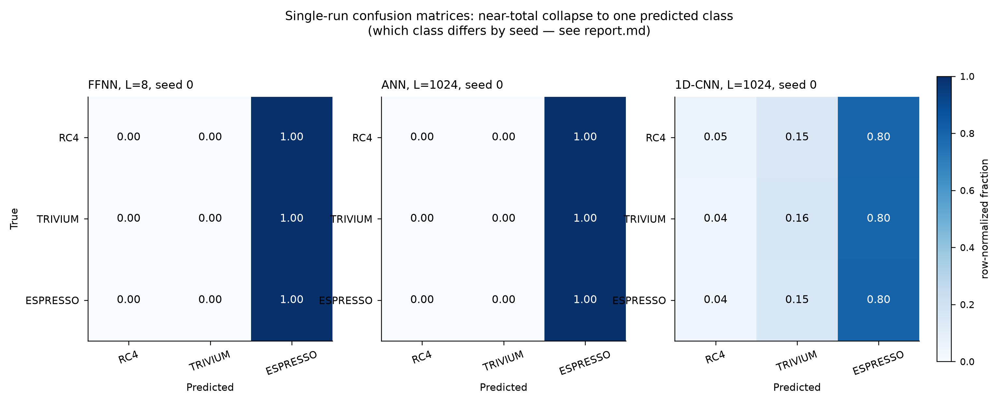 Single-run confusion matrices: near-total collapse to one predicted class
(which class differs by seed — see report.md)
FFNN, L=8, seed 0
True
RC4
0.00 0.00 1.00
TRIVIUM
0.00 0.00 1.00
ESPRESSO
0.00 0.00 1.00
RC4 TRIVIUM ESPRESSO
Predicted
ANN, L=1024, seed 0
RC4
0.00 0.00 1.00
TRIVIUM
0.00 0.00 1.00
ESPRESSO
0.00 0.00 1.00
RC4 TRIVIUM ESPRESSO
Predicted
1D-CNN, L=1024, seed 0
RC4
0.05 0.15 0.80
TRIVIUM
0.04 0.16 0.80
ESPRESSO
0.04 0.15 0.80
RC4 TRIVIUM ESPRESSO
Predicted
1.0
0.8
0.6
0.4
0.2
0.0
row-normalized fraction